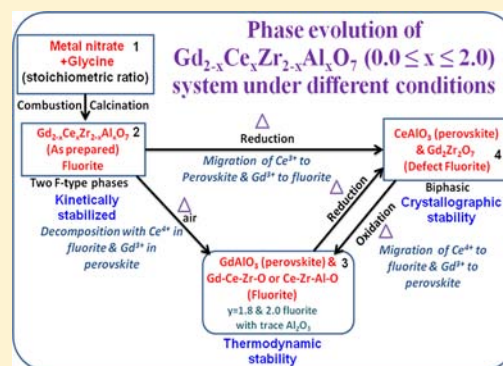 Phase evolution of
Gd₂₋ₓCeₓZr₂₋ₓAlₓO₇ (0.0 ≤ x ≤ 2.0)
system under different conditions
Metal nitrate 1
+Glycine
(stoichiometric ratio)
Combustion Calcination
Gd₂₋ₓCeₓZr₂₋ₓAlₓO₇ 2
(As prepared)
Fluorite
Two F-type phases
Kinetically
stabilized
Δ
Reduction
Migration of Ce³⁺ to
Perovskite & Gd³⁺ to fluorite
CeAlO₃ (perovskite)
& Gd₂Zr₂O₇
(Defect Fluorite) 4
Biphasic
Crystallographic
stability
Decomposition with Ce⁴⁺ in
fluorite & Gd³⁺ in
perovskite
Δ
air
Δ
Reduction
Oxidation
Δ
Migration of Ce⁴⁺ to
fluorite & Gd³⁺ to
perovskite
GdAlO₃ (perovskite) & 3
Gd-Ce-Zr-O or Ce-Zr-Al-O
(Fluorite)
y=1.8 & 2.0 fluorite
with trace Al₂O₃
Thermodynamic
stability